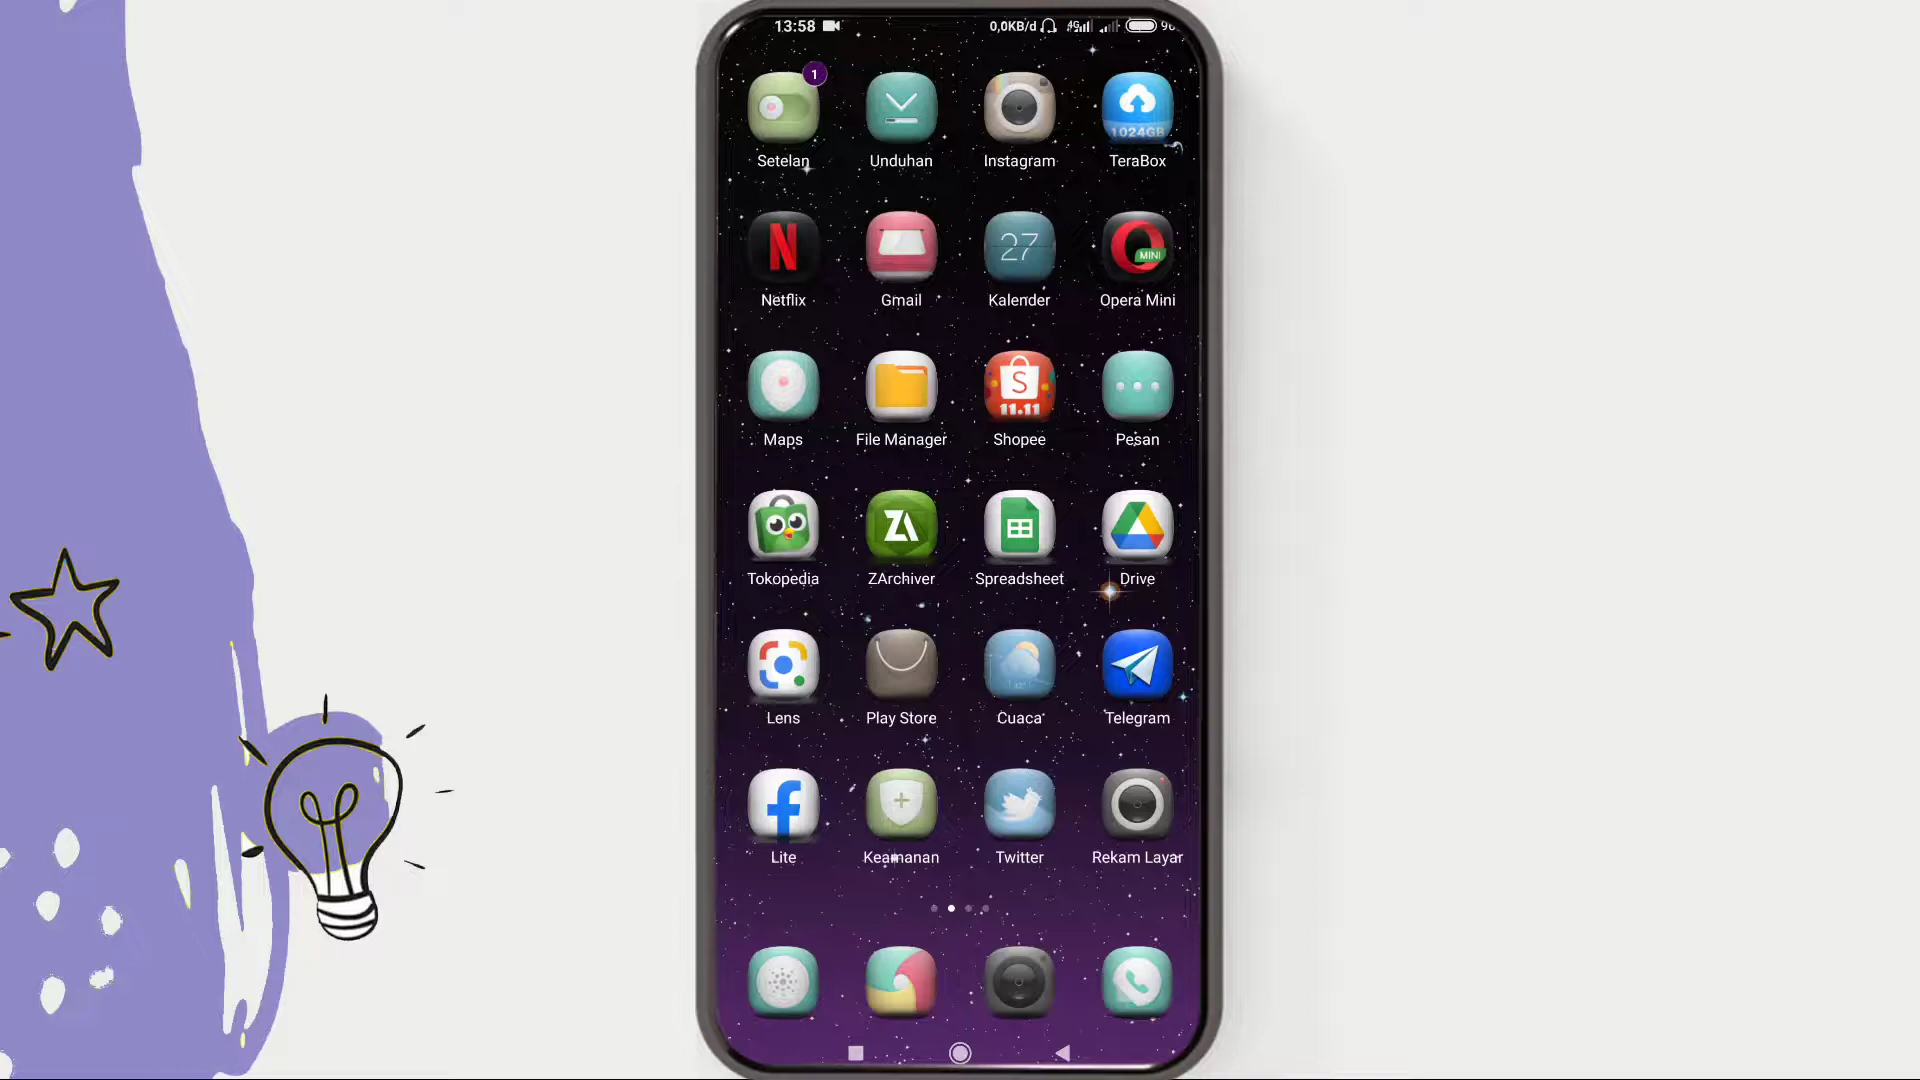 13:58 0,0KB/d 4G
1
1024GB
Setelan Unduhan Instagram TeraBox
N 27 MINI
Netflix Gmail Kalender Opera Mini
S
11.11
Maps File Manager Shopee Pesan
ZA
Tokopedia ZArchiver Spreadsheet Drive
Lens Play Store Cuaca Telegram
f
Lite Keamanan Twitter Rekam Layar